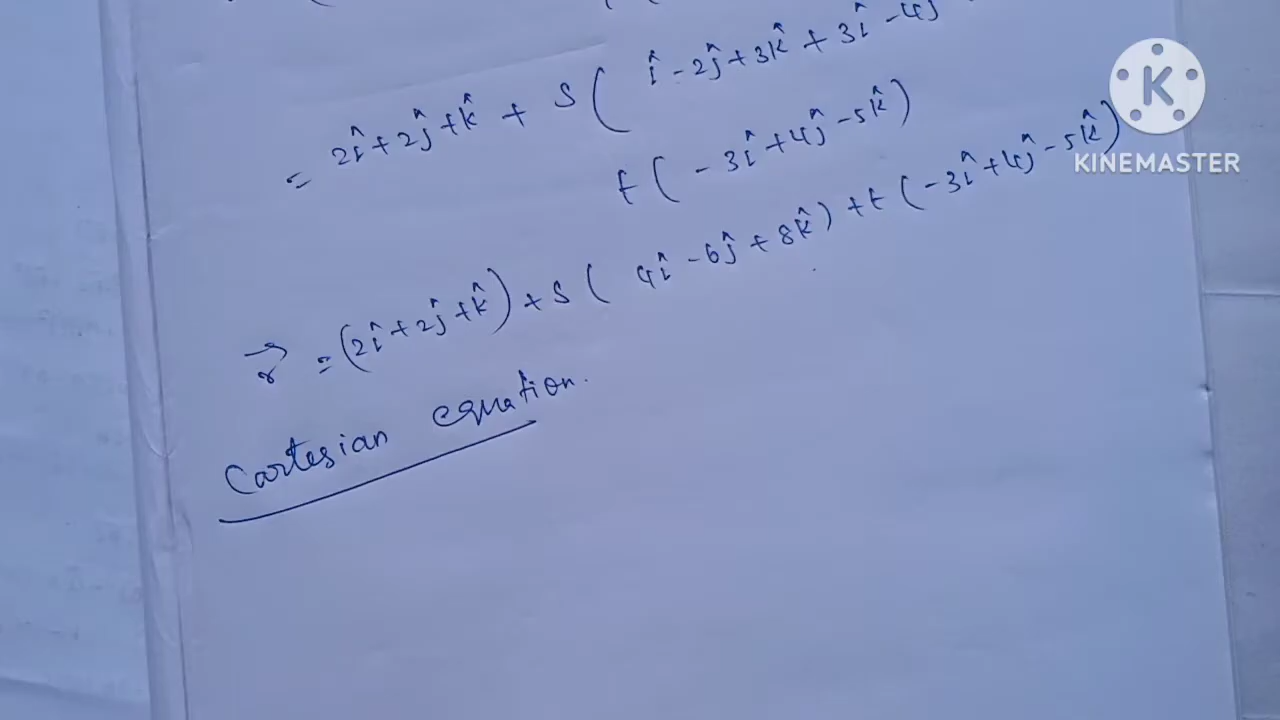 = 2î + 2ĵ + k̂ + S ( î - 2ĵ + 3k̂ + 3î - 4ĵ
t ( - 3î + 4ĵ - 5k̂ )
r⃗ = (2î + 2ĵ + k̂) + S ( 4î - 6ĵ + 8k̂ ) + t ( - 3î + 4ĵ - 5k̂ )
Cartesian equation.
K
KINEMASTER